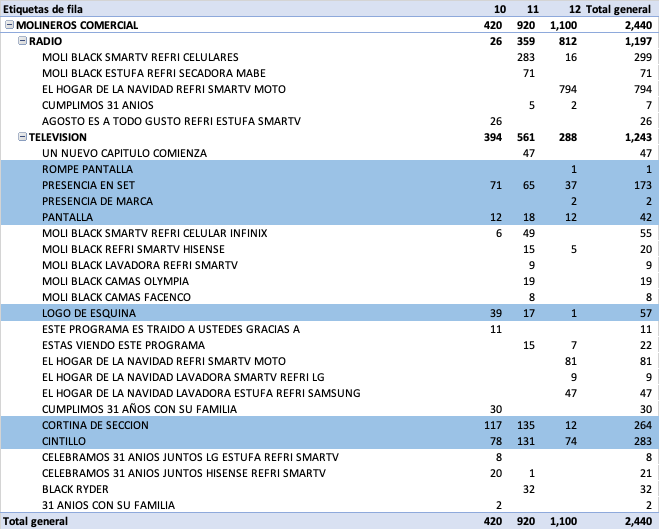 Etiquetas de fila 10 11 12 Total general
MOLINEROS COMERCIAL 420 920 1,100 2,440
RADIO 26 359 812 1,197
MOLI BLACK SMARTV REFRI CELULARES 283 16 299
MOLI BLACK ESTUFA REFRI SECADORA MABE 71 71
EL HOGAR DE LA NAVIDAD REFRI SMARTV MOTO 794 794
CUMPLIMOS 31 ANIOS 5 2 7
AGOSTO ES A TODO GUSTO REFRI ESTUFA SMARTV 26 26
TELEVISION 394 561 288 1,243
UN NUEVO CAPITULO COMIENZA 47 47
ROMPE PANTALLA 1 1
PRESENCIA EN SET 71 65 37 173
PRESENCIA DE MARCA 2 2
PANTALLA 12 18 12 42
MOLI BLACK SMARTV REFRI CELULAR INFINIX 6 49 55
MOLI BLACK REFRI SMARTV HISENSE 15 5 20
MOLI BLACK LAVADORA REFRI SMARTV 9 9
MOLI BLACK CAMAS OLYMPIA 19 19
MOLI BLACK CAMAS FACENCO 8 8
LOGO DE ESQUINA 39 17 1 57
ESTE PROGRAMA ES TRAIDO A USTEDES GRACIAS A 11 11
ESTAS VIENDO ESTE PROGRAMA 15 7 22
EL HOGAR DE LA NAVIDAD REFRI SMARTV MOTO 81 81
EL HOGAR DE LA NAVIDAD LAVADORA SMARTV REFRI LG 9 9
EL HOGAR DE LA NAVIDAD LAVADORA ESTUFA REFRI SAMSUNG 47 47
CUMPLIMOS 31 AÑOS CON SU FAMILIA 30 30
CORTINA DE SECCION 117 135 12 264
CINTILLO 78 131 74 283
CELEBRAMOS 31 ANIOS JUNTOS LG ESTUFA REFRI SMARTV 8 8
CELEBRAMOS 31 ANIOS JUNTOS HISENSE REFRI SMARTV 20 1 21
BLACK RYDER 32 32
31 ANIOS CON SU FAMILIA 2 2
Total general 420 920 1,100 2,440